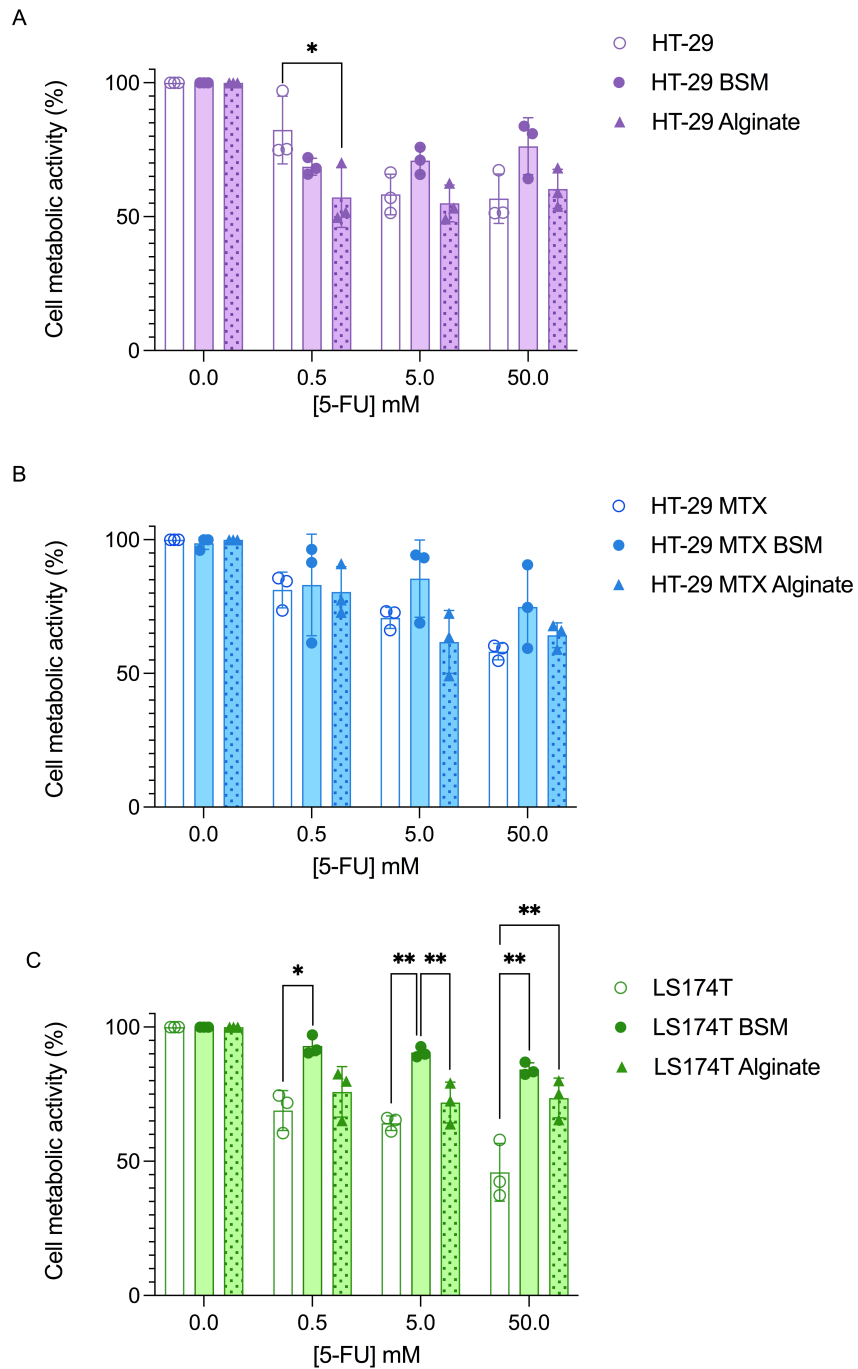 A
*
HT-29
HT-29 BSM
HT-29 Alginate
Cell metabolic activity (%)
100
50
0
0.0 0.5 5.0 50.0
[5-FU] mM
B
HT-29 MTX
HT-29 MTX BSM
HT-29 MTX Alginate
Cell metabolic activity (%)
100
50
0
0.0 0.5 5.0 50.0
[5-FU] mM
C
**
* ** ** **
LS174T
LS174T BSM
LS174T Alginate
Cell metabolic activity (%)
100
50
0
0.0 0.5 5.0 50.0
[5-FU] mM